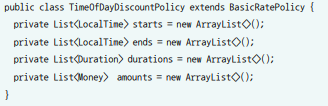 public class TimeOfDayDiscountPolicy extends BasicRatePolicy {
  private List<LocalTime> starts = new ArrayList<>();
  private List<LocalTime> ends = new ArrayList<>();
  private List<Duration> durations = new ArrayList<>();
  private List<Money>  amounts = new ArrayList<>();
}